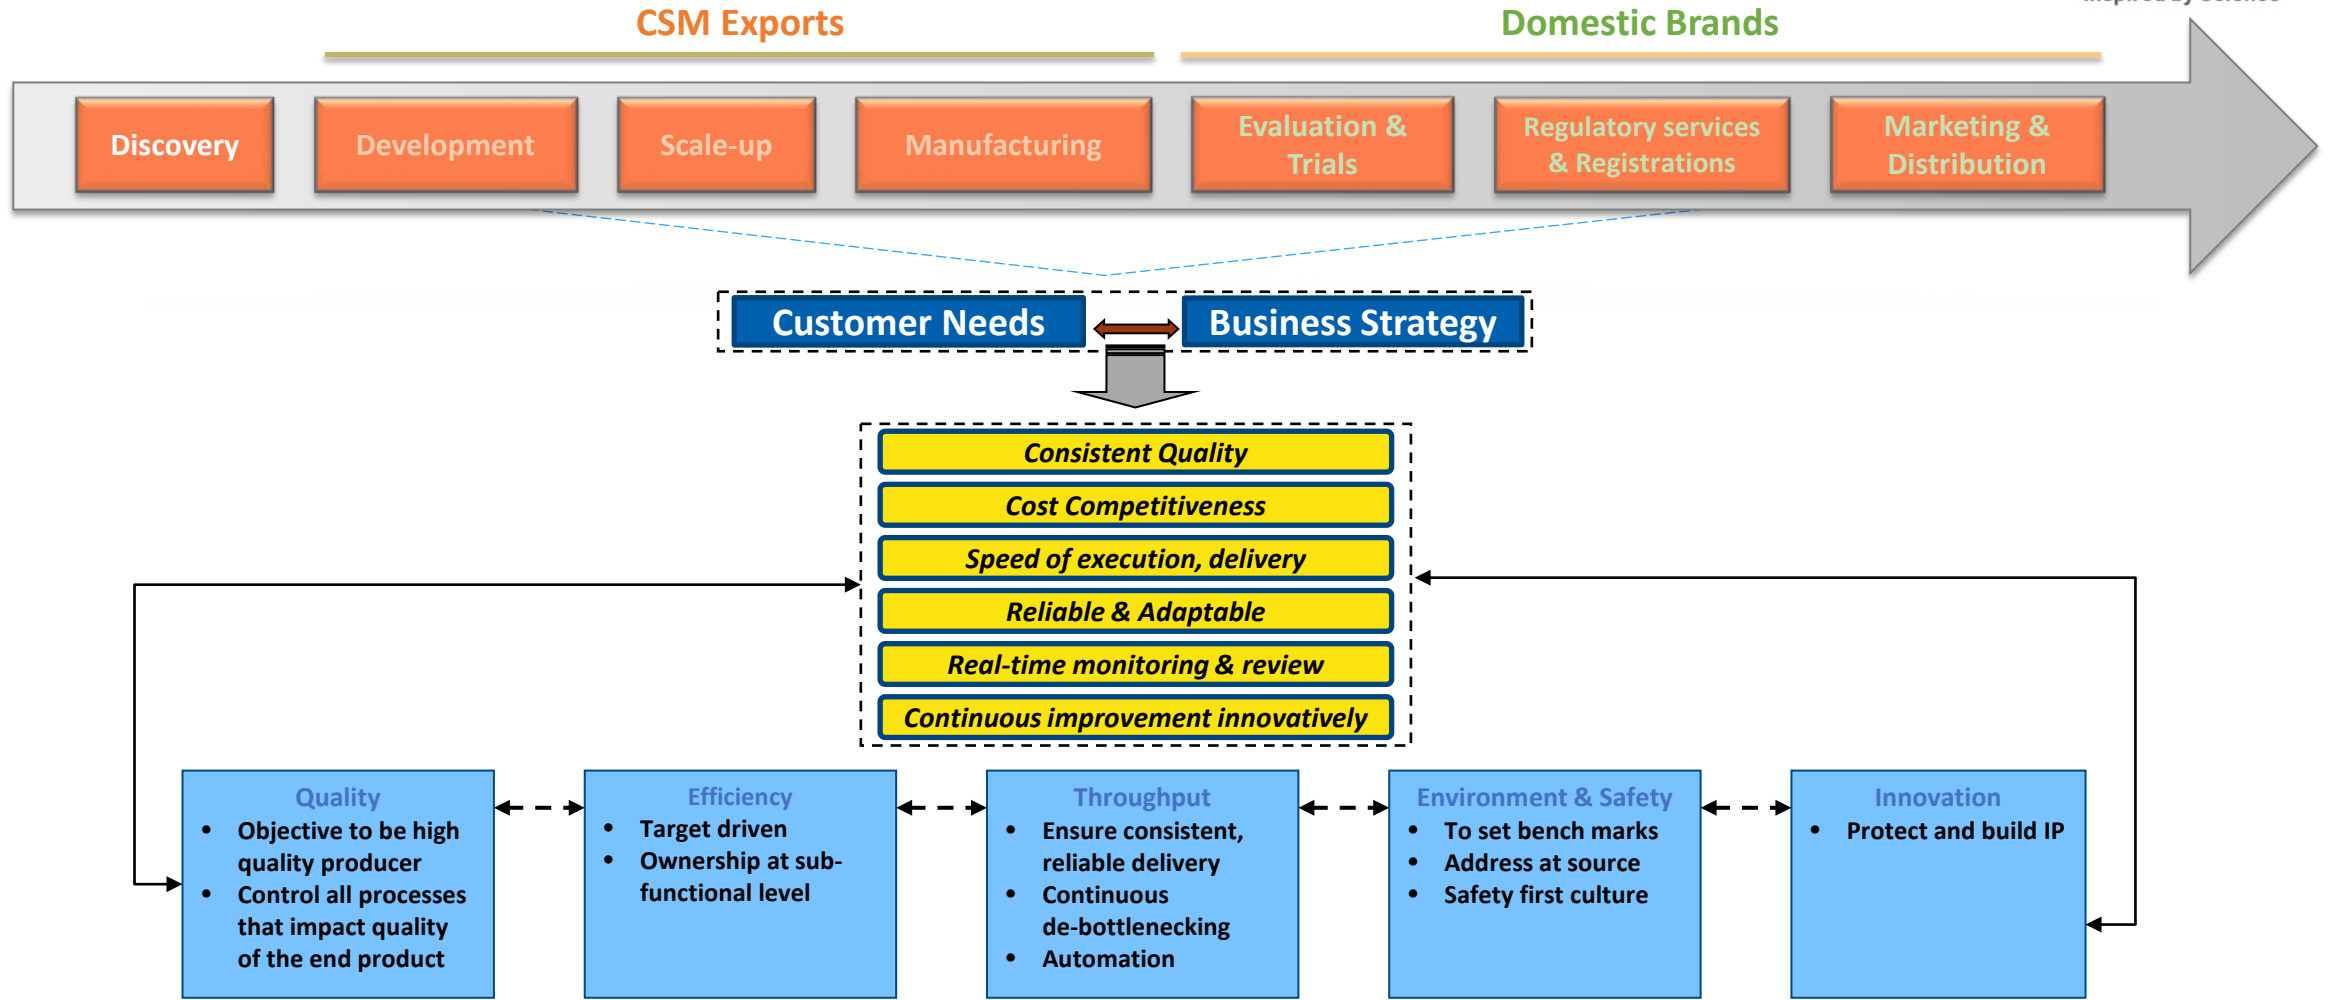 Inspired by Science
CSM Exports
Domestic Brands
Discovery
Development
Scale-up
Manufacturing
Evaluation &
Trials
Regulatory services
& Registrations
Marketing &
Distribution
Customer Needs
Business Strategy
Consistent Quality
Cost Competitiveness
Speed of execution, delivery
Reliable & Adaptable
Real-time monitoring & review
Continuous improvement innovatively
Quality
• Objective to be high
quality producer
• Control all processes
that impact quality
of the end product
Efficiency
• Target driven
• Ownership at sub-
functional level
Throughput
• Ensure consistent,
reliable delivery
• Continuous
de-bottlenecking
• Automation
Environment & Safety
• To set bench marks
• Address at source
• Safety first culture
Innovation
• Protect and build IP